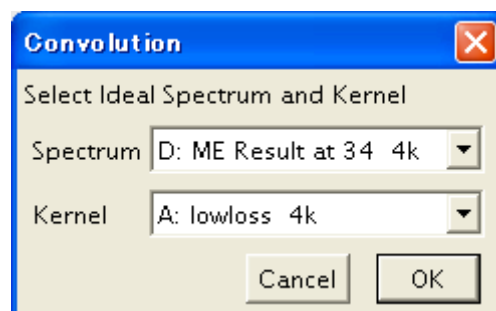 Convolution
Select Ideal Spectrum and Kernel
Spectrum D: ME Result at 34 4k
Kernel A: lowloss 4k
Cancel OK